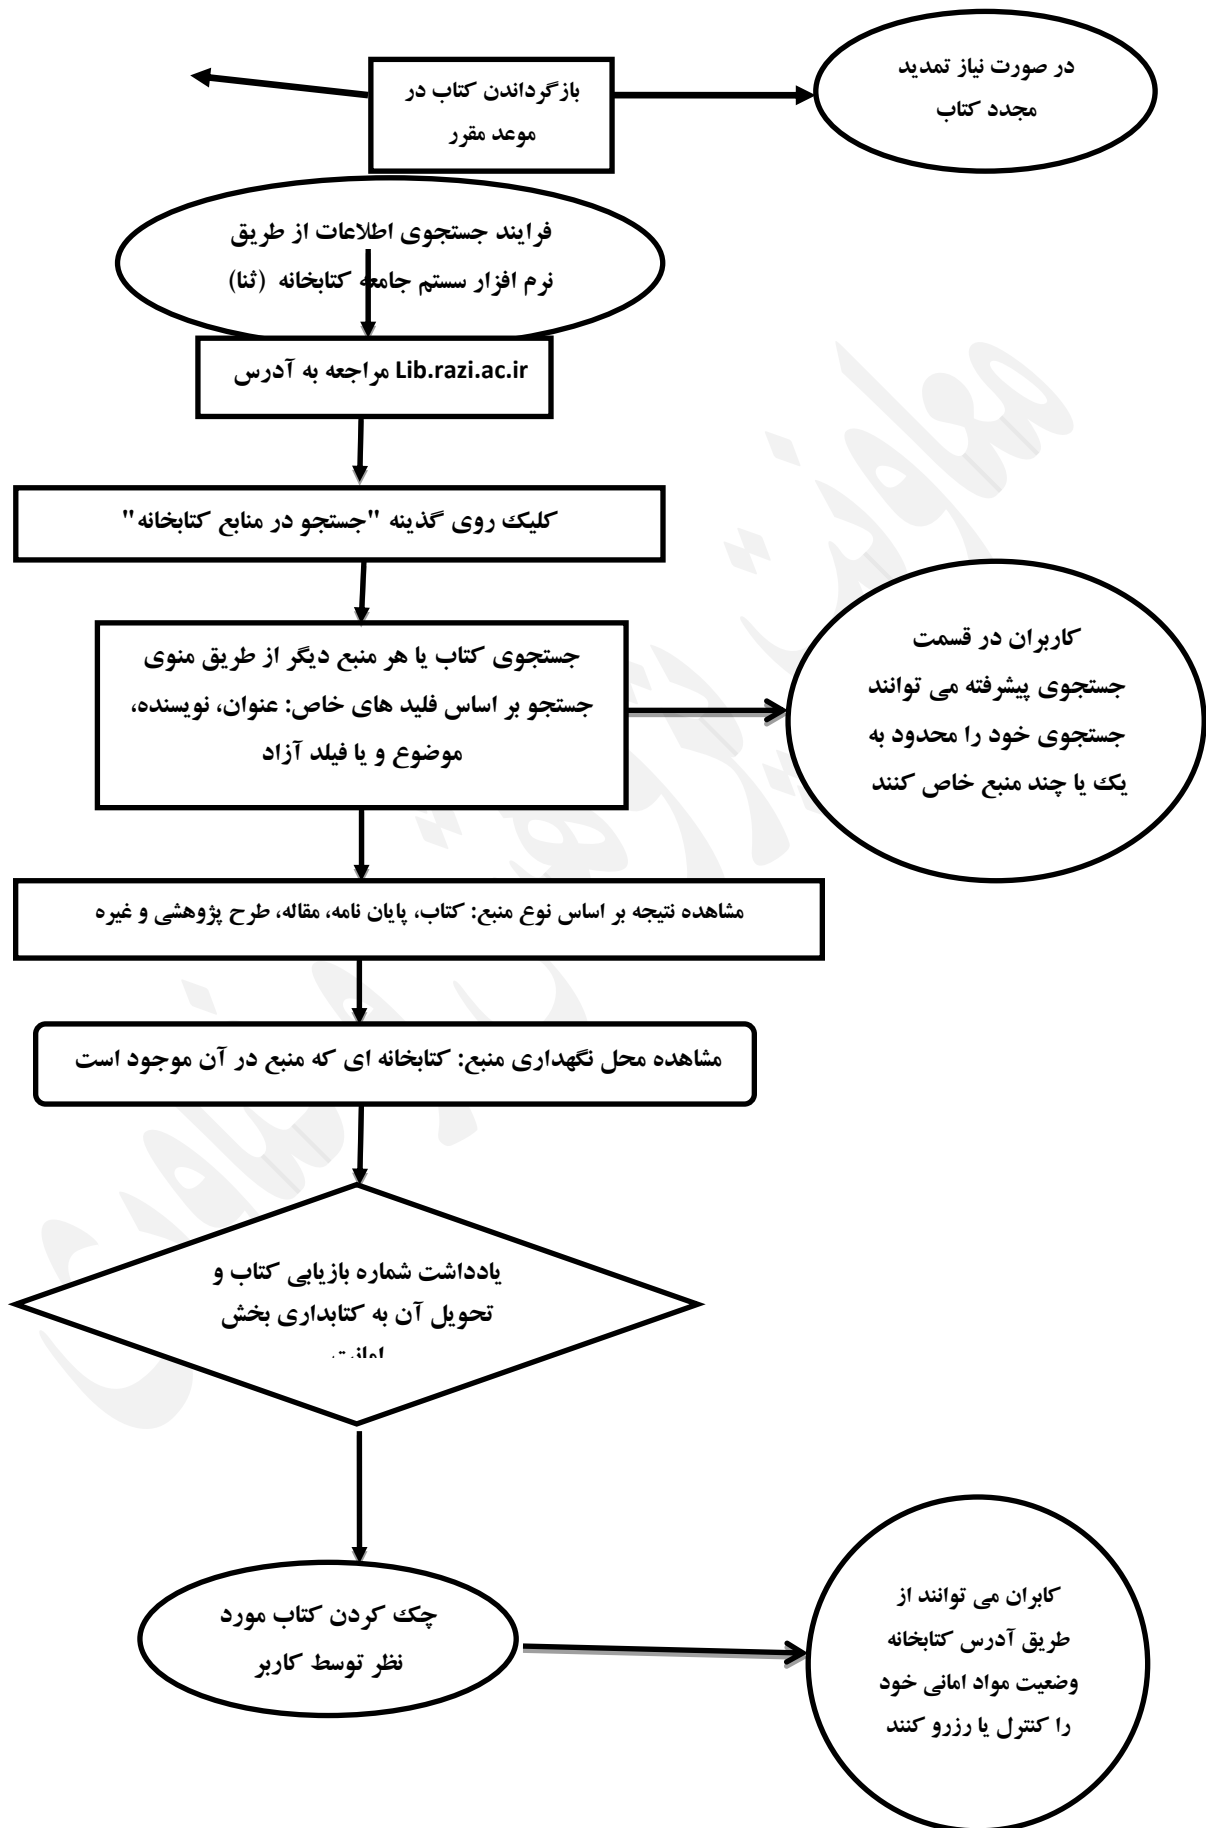 در صورت نیاز تمدید
مجدد کتاب
بازگرداندن کتاب در
موعد مقرر
فرایند جستجوی اطلاعات از طریق
نرم افزار سستم جامعه کتابخانه (ثنا)
مراجعه به آدرس Lib.razi.ac.ir
کلیک روی گذینه "جستجو در منابع کتابخانه"
جستجوی کتاب یا هر منبع دیگر از طریق منوی
جستجو بر اساس فلید های خاص: عنوان، نویسنده،
موضوع و یا فیلد آزاد
کاربران در قسمت
جستجوی پیشرفته می توانند
جستجوی خود را محدود به
یک یا چند منبع خاص کنند
مشاهده نتیجه بر اساس نوع منبع: کتاب، پایان نامه، مقاله، طرح پژوهشی و غیره
مشاهده محل نگهداری منبع: کتابخانه ای که منبع در آن موجود است
یادداشت شماره بازیابی کتاب و
تحویل آن به کتابداری بخش
امانت
چک کردن کتاب مورد
نظر توسط کاربر
کابران می توانند از
طریق آدرس کتابخانه
وضعیت مواد امانی خود
را کنترل یا رزرو کنند